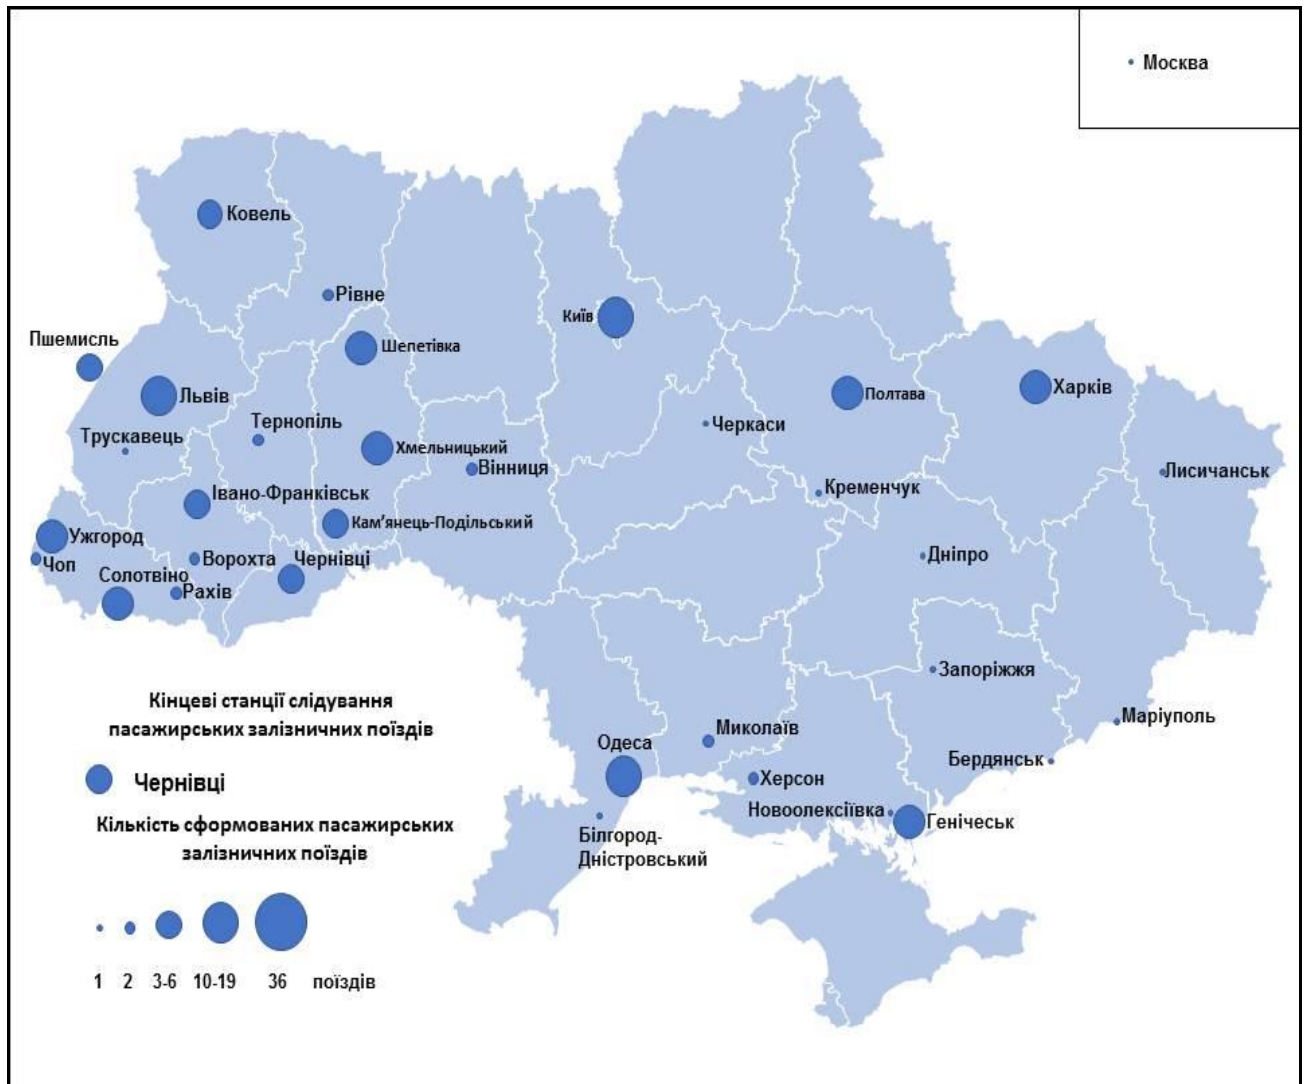 Москва
Ковель
Рівне
Київ
Пшемисль
Шепетівка
Львів
Полтава
Харків
Тернопіль
Черкаси
Трускавець
Хмельницький
Вінниця
Лисичанськ
Івано-Франківськ
Кременчук
Кам’янець-Подільський
Ужгород
Чоп
Ворохта
Чернівці
Дніпро
Солотвіно
Рахів
Запоріжжя
Кінцеві станції слідування
пасажирських залізничних поїздів
Маріуполь
Миколаїв
Одеса
Бердянськ
Чернівці
Херсон
Новоолексіївка
Генічеськ
Кількість сформованих пасажирських
залізничних поїздів
Білгород-
Дністровський
1 2 3-6 10-19 36 поїздів